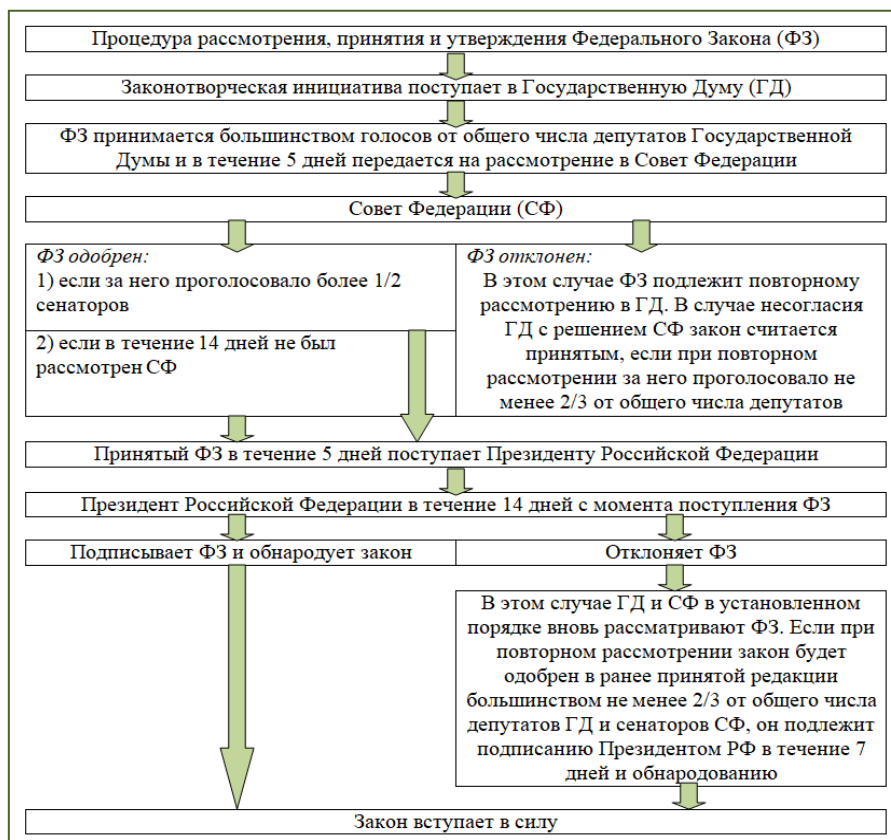 Процедура рассмотрения, принятия и утверждения Федерального Закона (ФЗ)
Законотворческая инициатива поступает в Государственную Думу (ГД)
ФЗ принимается большинством голосов от общего числа депутатов Государственной
Думы и в течение 5 дней передается на рассмотрение в Совет Федерации
Совет Федерации (СФ)
ФЗ одобрен:
1) если за него проголосовало более 1/2
сенаторов
2) если в течение 14 дней не был
рассмотрен СФ
ФЗ отклонен:
В этом случае ФЗ подлежит повторному
рассмотрению в ГД. В случае несогласия
ГД с решением СФ закон считается
принятым, если при повторном
рассмотрении за него проголосовало не
менее 2/3 от общего числа депутатов
Принятый ФЗ в течение 5 дней поступает Президенту Российской Федерации
Президент Российской Федерации в течение 14 дней с момента поступления ФЗ
Подписывает ФЗ и обнародует закон
Отклоняет ФЗ
В этом случае ГД и СФ в установленном
порядке вновь рассматривают ФЗ. Если при
повторном рассмотрении закон будет
одобрен в ранее принятой редакции
большинством не менее 2/3 от общего числа
депутатов ГД и сенаторов СФ, он подлежит
подписанию Президентом РФ в течение 7
дней и обнародованию
Закон вступает в силу